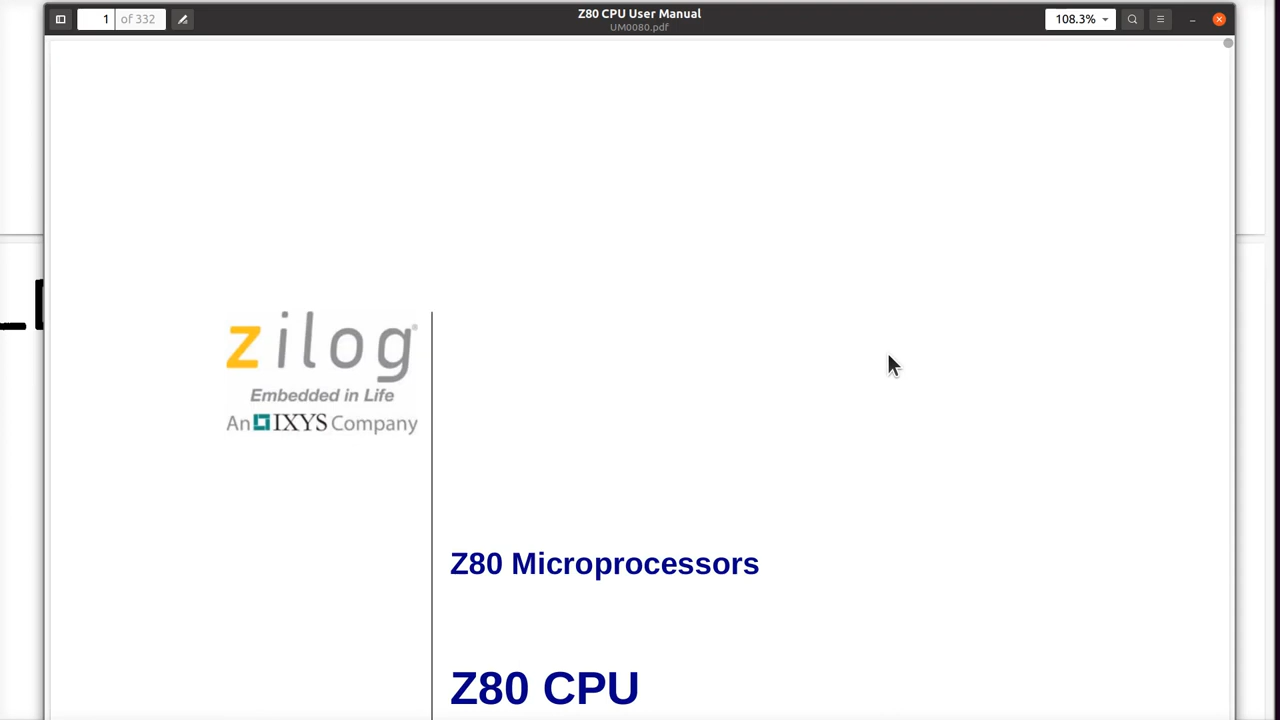 Z80 CPU User Manual
UM0080.pdf
1 of 332
108.3%
zilog®
Embedded in Life
An IXYS Company
Z80 Microprocessors
Z80 CPU